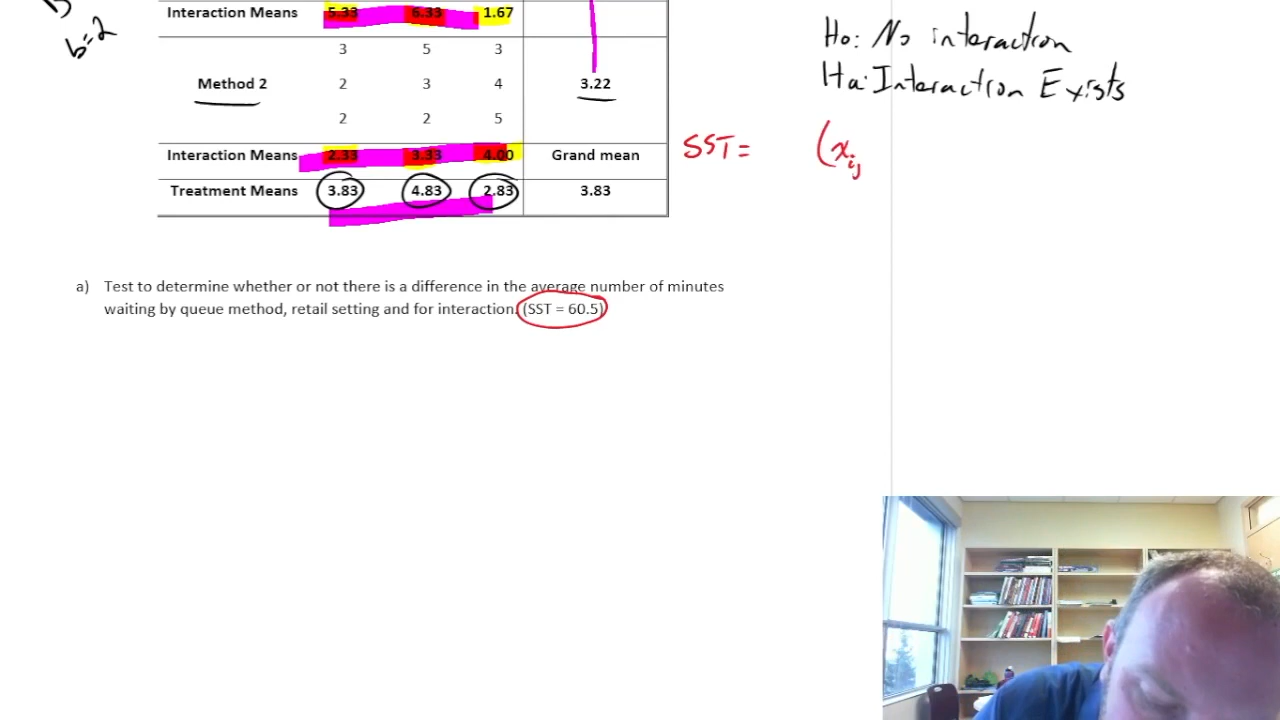 Interaction Means 5.33 6.33 1.67
b=2
3 5 3
Method 2 2 3 4 3.22
2 2 5
Interaction Means 2.33 3.33 4.00 Grand mean
Treatment Means 3.83 4.83 2.83 3.83
Ho: No interaction
Ha: Interaction Exists
SST = (xij
a) Test to determine whether or not there is a difference in the average number of minutes
waiting by queue method, retail setting and for interaction. (SST = 60.5)